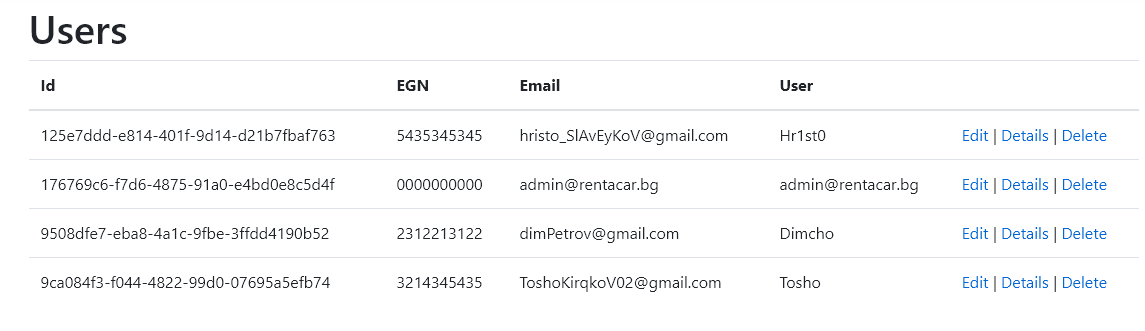 Users
Id EGN Email User
125e7ddd-e814-401f-9d14-d21b7fbaf763 5435345345 hristo_SlAvEyKoV@gmail.com Hr1st0 Edit | Details | Delete
176769c6-f7d6-4875-91a0-e4bd0e8c5d4f 0000000000 admin@rentacar.bg admin@rentacar.bg Edit | Details | Delete
9508dfe7-eba8-4a1c-9fbe-3ffdd4190b52 2312213122 dimPetrov@gmail.com Dimcho Edit | Details | Delete
9ca084f3-f044-4822-99d0-07695a5efb74 3214345435 ToshoKirqkoV02@gmail.com Tosho Edit | Details | Delete